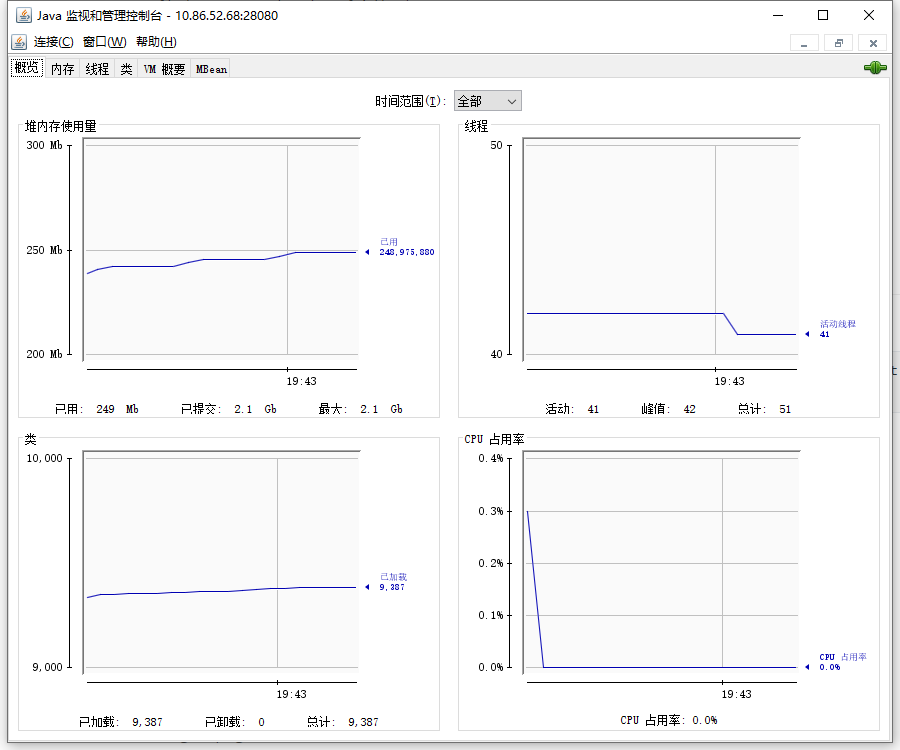 Java 监视和管理控制台 - 10.86.52.68:28080
连接(C) 窗口(W) 帮助(H)
概览 内存 线程 类 VM 概要 MBean
时间范围(T): 全部
堆内存使用量
300 Mb
250 Mb
200 Mb
已用
248,975,880
19:43
已用: 249 Mb 已提交: 2.1 Gb 最大: 2.1 Gb
线程
50
40
活动线程
41
19:43
活动: 41 峰值: 42 总计: 51
类
10,000
9,000
已加载
9,387
19:43
已加载: 9,387 已卸载: 0 总计: 9,387
CPU 占用率
0.4%
0.3%
0.2%
0.1%
0.0%
CPU 占用率
0.0%
19:43
CPU 占用率: 0.0%